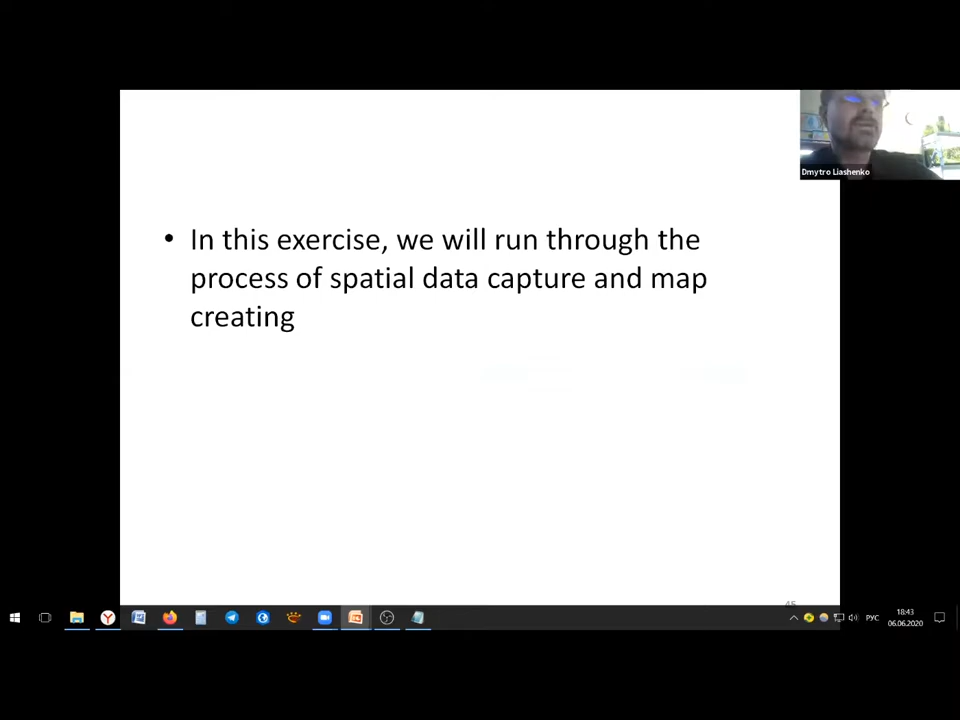 Dmytro Liashenko
• In this exercise, we will run through the
process of spatial data capture and map
creating
45
РУС
18:43
06.06.2020